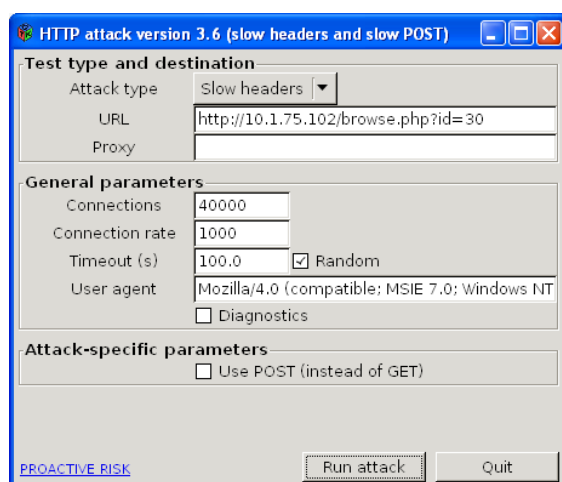 HTTP attack version 3.6 (slow headers and slow POST)
Test type and destination
Attack type Slow headers
URL http://10.1.75.102/browse.php?id=30
Proxy
General parameters
Connections 40000
Connection rate 1000
Timeout (s) 100.0 Random
User agent Mozilla/4.0 (compatible; MSIE 7.0; Windows NT
Diagnostics
Attack-specific parameters
Use POST (instead of GET)
PROACTIVE RISK Run attack Quit